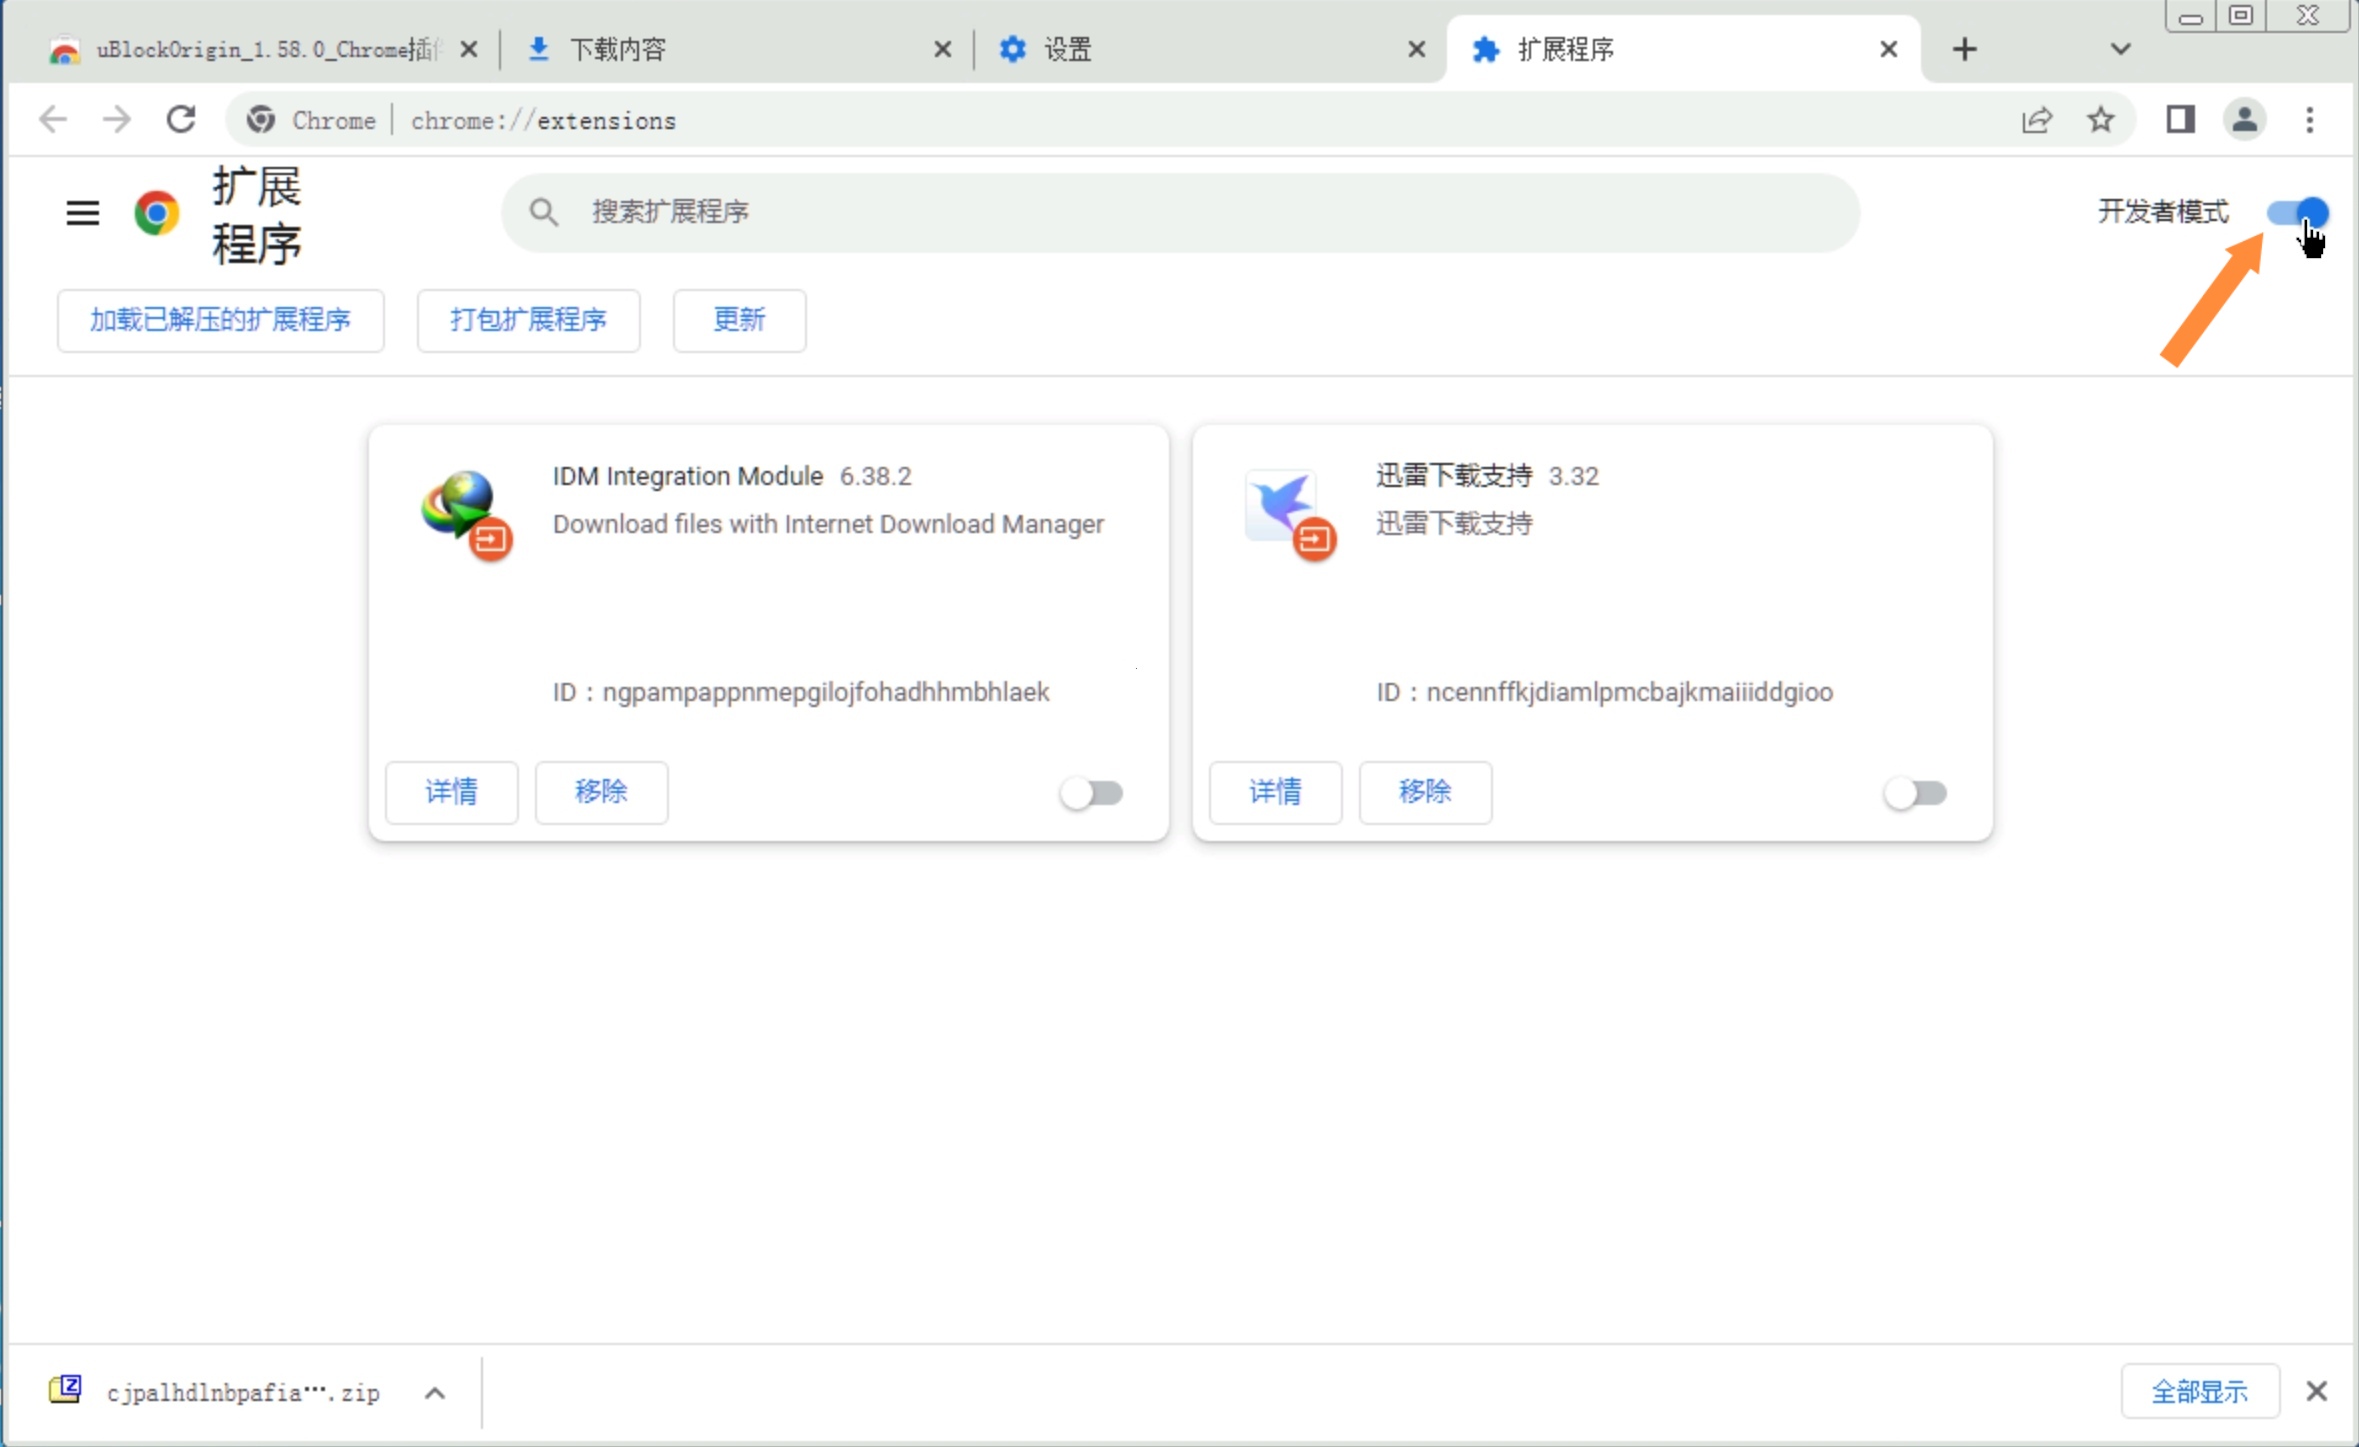 uBlockOrigin_1.58.0_Chrome插
下载内容
设置
扩展程序
Chrome
chrome://extensions
扩展
程序
搜索扩展程序
开发者模式
加载已解压的扩展程序
打包扩展程序
更新
IDM Integration Module 6.38.2
Download files with Internet Download Manager
ID：ngpampappnmepgilojfohadhhmbhlaek
详情
移除
迅雷下载支持 3.32
迅雷下载支持
ID：ncennffkjdiamlpmcbajkmaiiiddgioo
详情
移除
cjpalhdlnbpafia….zip
全部显示